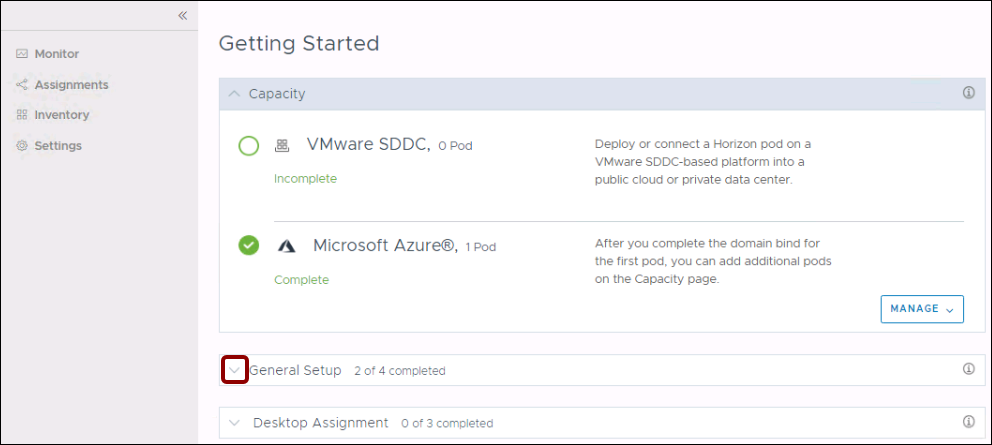 Getting Started
Monitor
Assignments
Inventory
Settings
Capacity
VMware SDDC, 0 Pod
Incomplete
Deploy or connect a Horizon pod on a
VMware SDDC-based platform into a
public cloud or private data center.
Microsoft Azure®, 1 Pod
Complete
After you complete the domain bind for
the first pod, you can add additional pods
on the Capacity page.
MANAGE
General Setup 2 of 4 completed
Desktop Assignment 0 of 3 completed